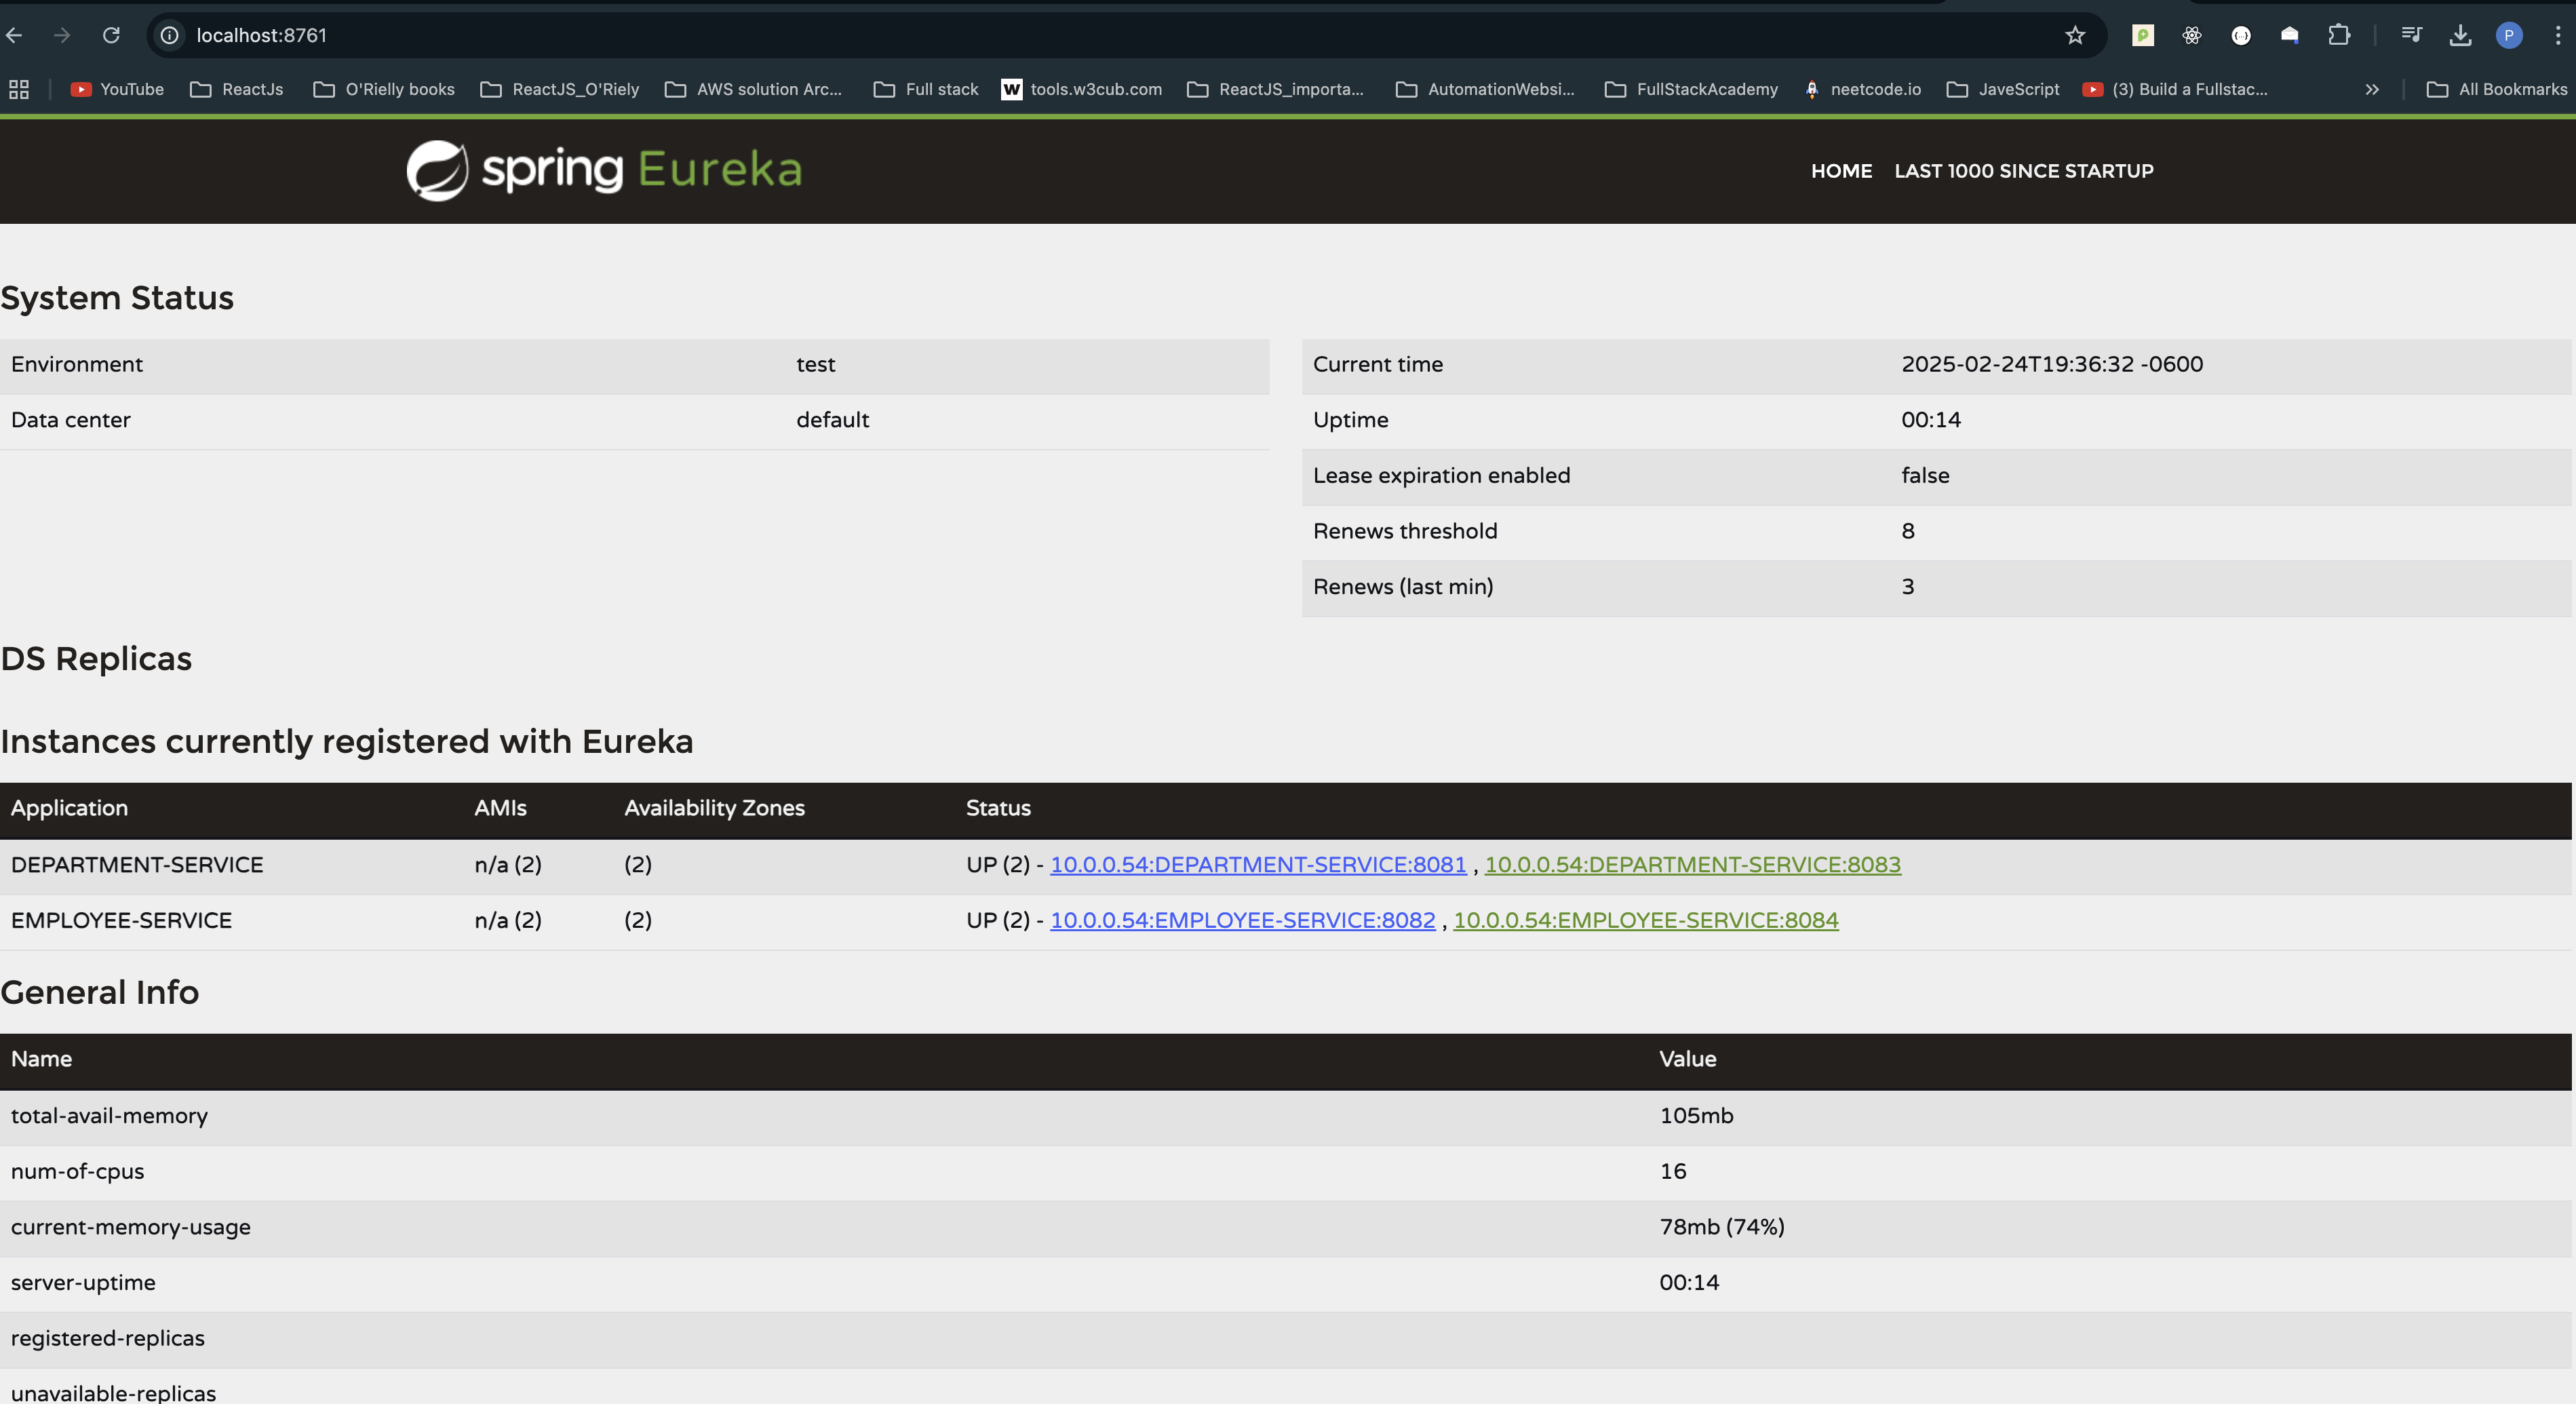 localhost:8761
YouTube ReactJs O'Rielly books ReactJS_O'Riely AWS solution Arc... Full stack W tools.w3cub.com ReactJS_importa... AutomationWebsi... FullStackAcademy neetcode.io JaveScript (3) Build a Fullstac... » All Bookmarks
spring Eureka HOME LAST 1000 SINCE STARTUP
System Status
Environment test Current time 2025-02-24T19:36:32 -0600
Data center default Uptime 00:14
Lease expiration enabled false
Renews threshold 8
Renews (last min) 3
DS Replicas
Instances currently registered with Eureka
Application AMIs Availability Zones Status
DEPARTMENT-SERVICE n/a (2) (2) UP (2) - 10.0.0.54:DEPARTMENT-SERVICE:8081 , 10.0.0.54:DEPARTMENT-SERVICE:8083
EMPLOYEE-SERVICE n/a (2) (2) UP (2) - 10.0.0.54:EMPLOYEE-SERVICE:8082 , 10.0.0.54:EMPLOYEE-SERVICE:8084
General Info
Name Value
total-avail-memory 105mb
num-of-cpus 16
current-memory-usage 78mb (74%)
server-uptime 00:14
registered-replicas
unavailable-replicas